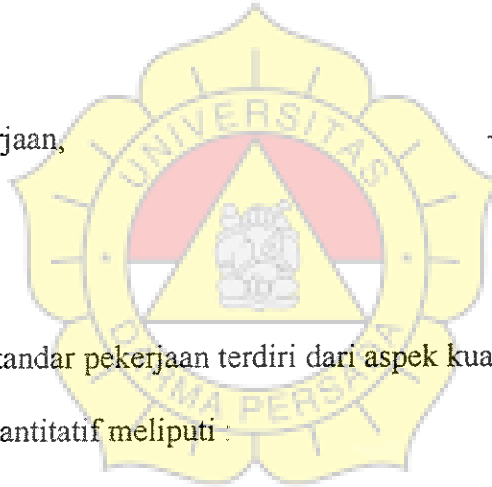 rjaan,
UNIVERSITAS
DARMA PERSADA
tandar pekerjaan terdiri dari aspek kua
antitatif meliputi :